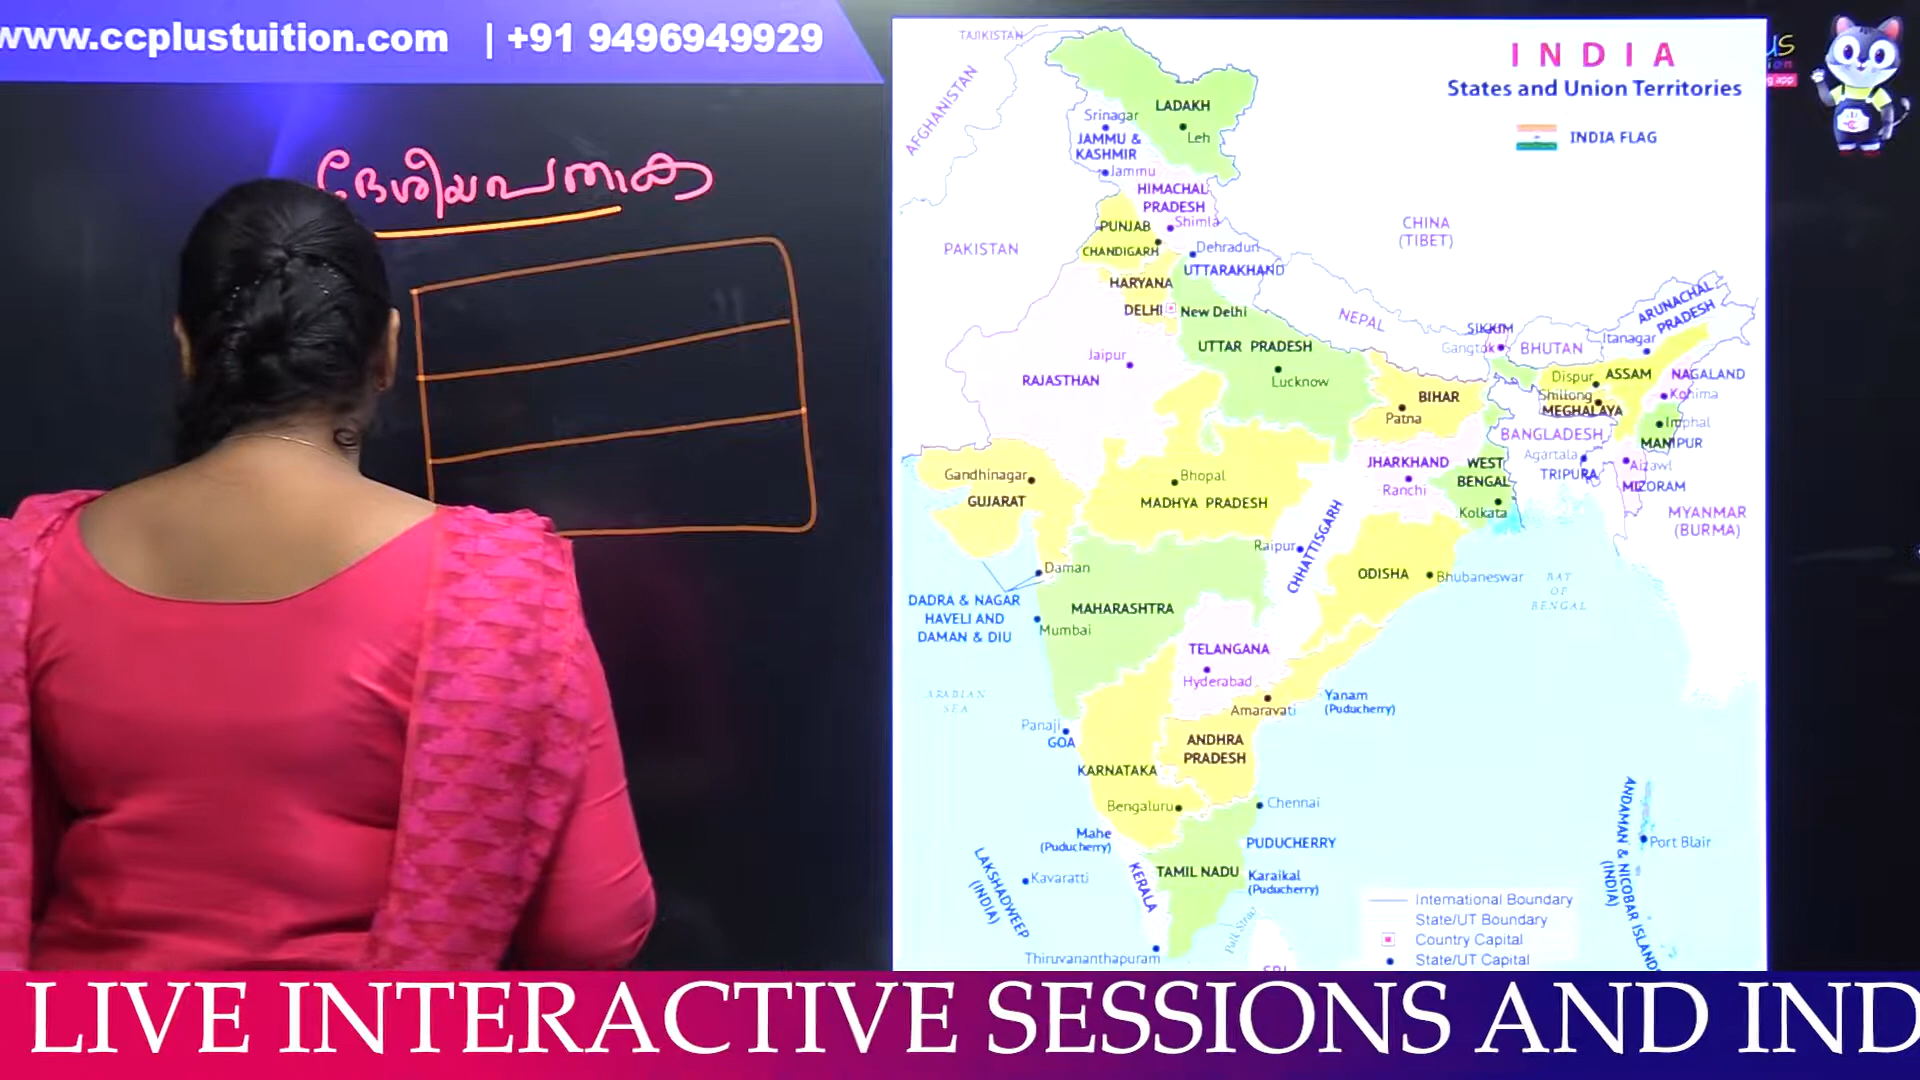 www.ccplustuition.com | +91 9496949929
ദേശീയപതാക
INDIA
States and Union Territories
INDIA FLAG
TAJIKISTAN
AFGHANISTAN
LADAKH
Leh
Srinagar
JAMMU &
KASHMIR
Jammu
HIMACHAL
PRADESH
Shimla
PUNJAB
CHANDIGARH
Dehradun
UTTARAKHAND
PAKISTAN
CHINA
(TIBET)
HARYANA
DELHI
New Delhi
NEPAL
UTTAR PRADESH
Lucknow
Jaipur
RAJASTHAN
SIKKIM
Gangtok
BHUTAN
ARUNACHAL
PRADESH
Itanagar
Dispur
ASSAM
NAGALAND
Kohima
Shillong
MEGHALAYA
Imphal
MANIPUR
BIHAR
Patna
BANGLADESH
Agartala
TRIPURA
Aizawl
MIZORAM
MYANMAR
(BURMA)
JHARKHAND
Ranchi
WEST
BENGAL
Kolkata
Gandhinagar
GUJARAT
Bhopal
MADHYA PRADESH
Raipur
CHHATTISGARH
ODISHA
Bhubaneswar
BAY
OF
BENGAL
Daman
DADRA & NAGAR
HAVELI AND
DAMAN & DIU
MAHARASHTRA
Mumbai
TELANGANA
Hyderabad
Amaravati
Yanam
(Puducherry)
ARABIAN
SEA
Panaji
GOA
ANDHRA
PRADESH
KARNATAKA
Bengaluru
Chennai
Mahe
(Puducherry)
PUDUCHERRY
TAMIL NADU
Karaikal
(Puducherry)
KERALA
Kavaratti
LAKSHADWEEP
(INDIA)
Thiruvananthapuram
Palk Strait
ANDAMAN & NICOBAR ISLANDS
(INDIA)
Port Blair
International Boundary
State/UT Boundary
Country Capital
State/UT Capital
LIVE INTERACTIVE SESSIONS AND IND